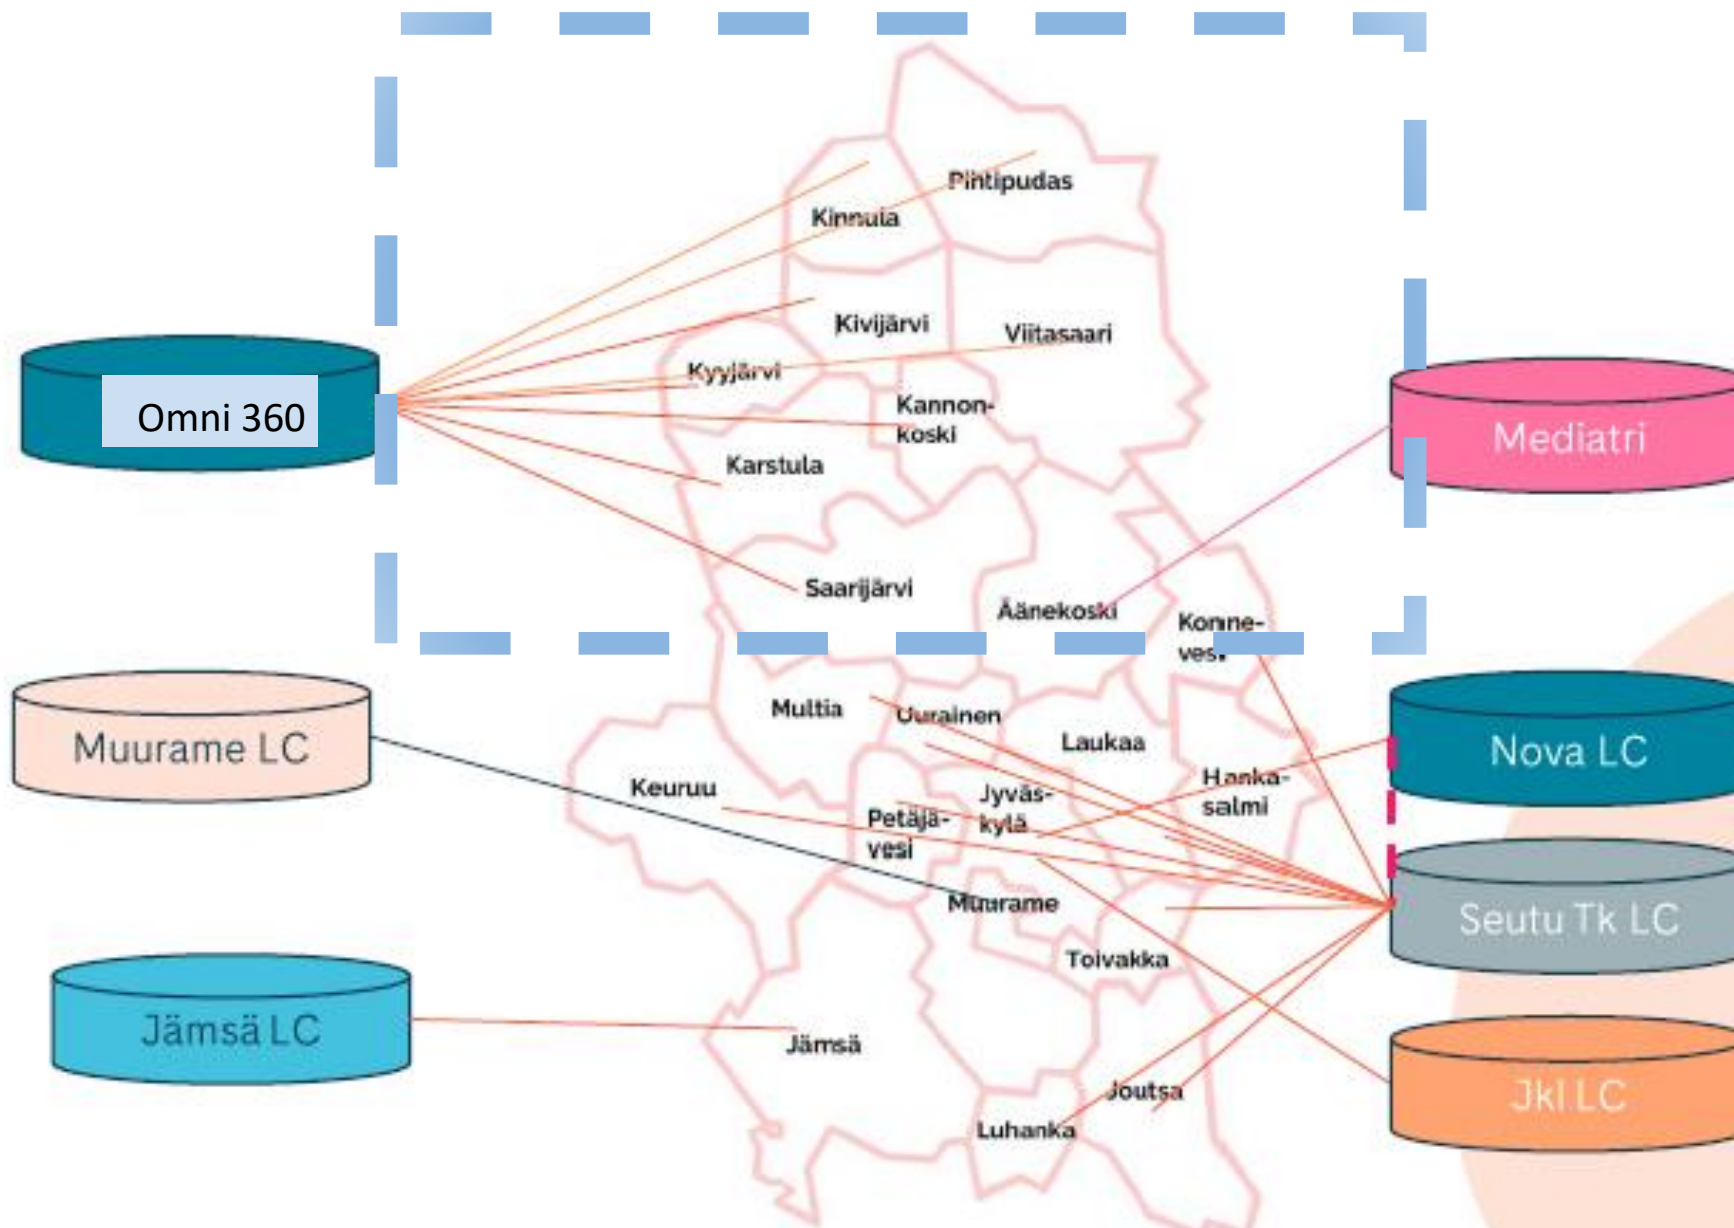 Pihtipudas
Kinnula
Kivijärvi
Viitasaari
Kyyjärvi
Kannon-
koski
Omni 360
Mediatri
Karstula
Saarijärvi
Äänekoski
Konne-
vesi
Multia
Uurainen
Laukaa
Muurame LC
Nova LC
Keuruu
Petäjä-
vesi
Jyväs-
kylä
Hanka-
salmi
Muurame
Seutu Tk LC
Toivakka
Jämsä LC
Jämsä
Joutsa
Luhanka
Jkl LC